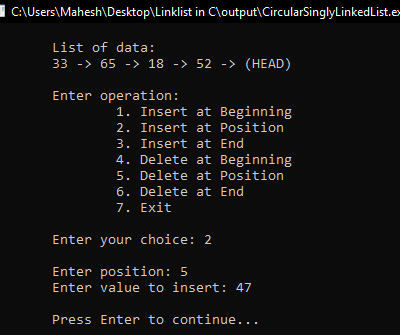 C:\Users\Mahesh\Desktop\Linklist in C\output\CircularSinglyLinkedList.ex
List of data:
33 -> 65 -> 18 -> 52 -> (HEAD)
Enter operation:
1. Insert at Beginning
2. Insert at Position
3. Insert at End
4. Delete at Beginning
5. Delete at Position
6. Delete at End
7. Exit
Enter your choice: 2
Enter position: 5
Enter value to insert: 47
Press Enter to continue...